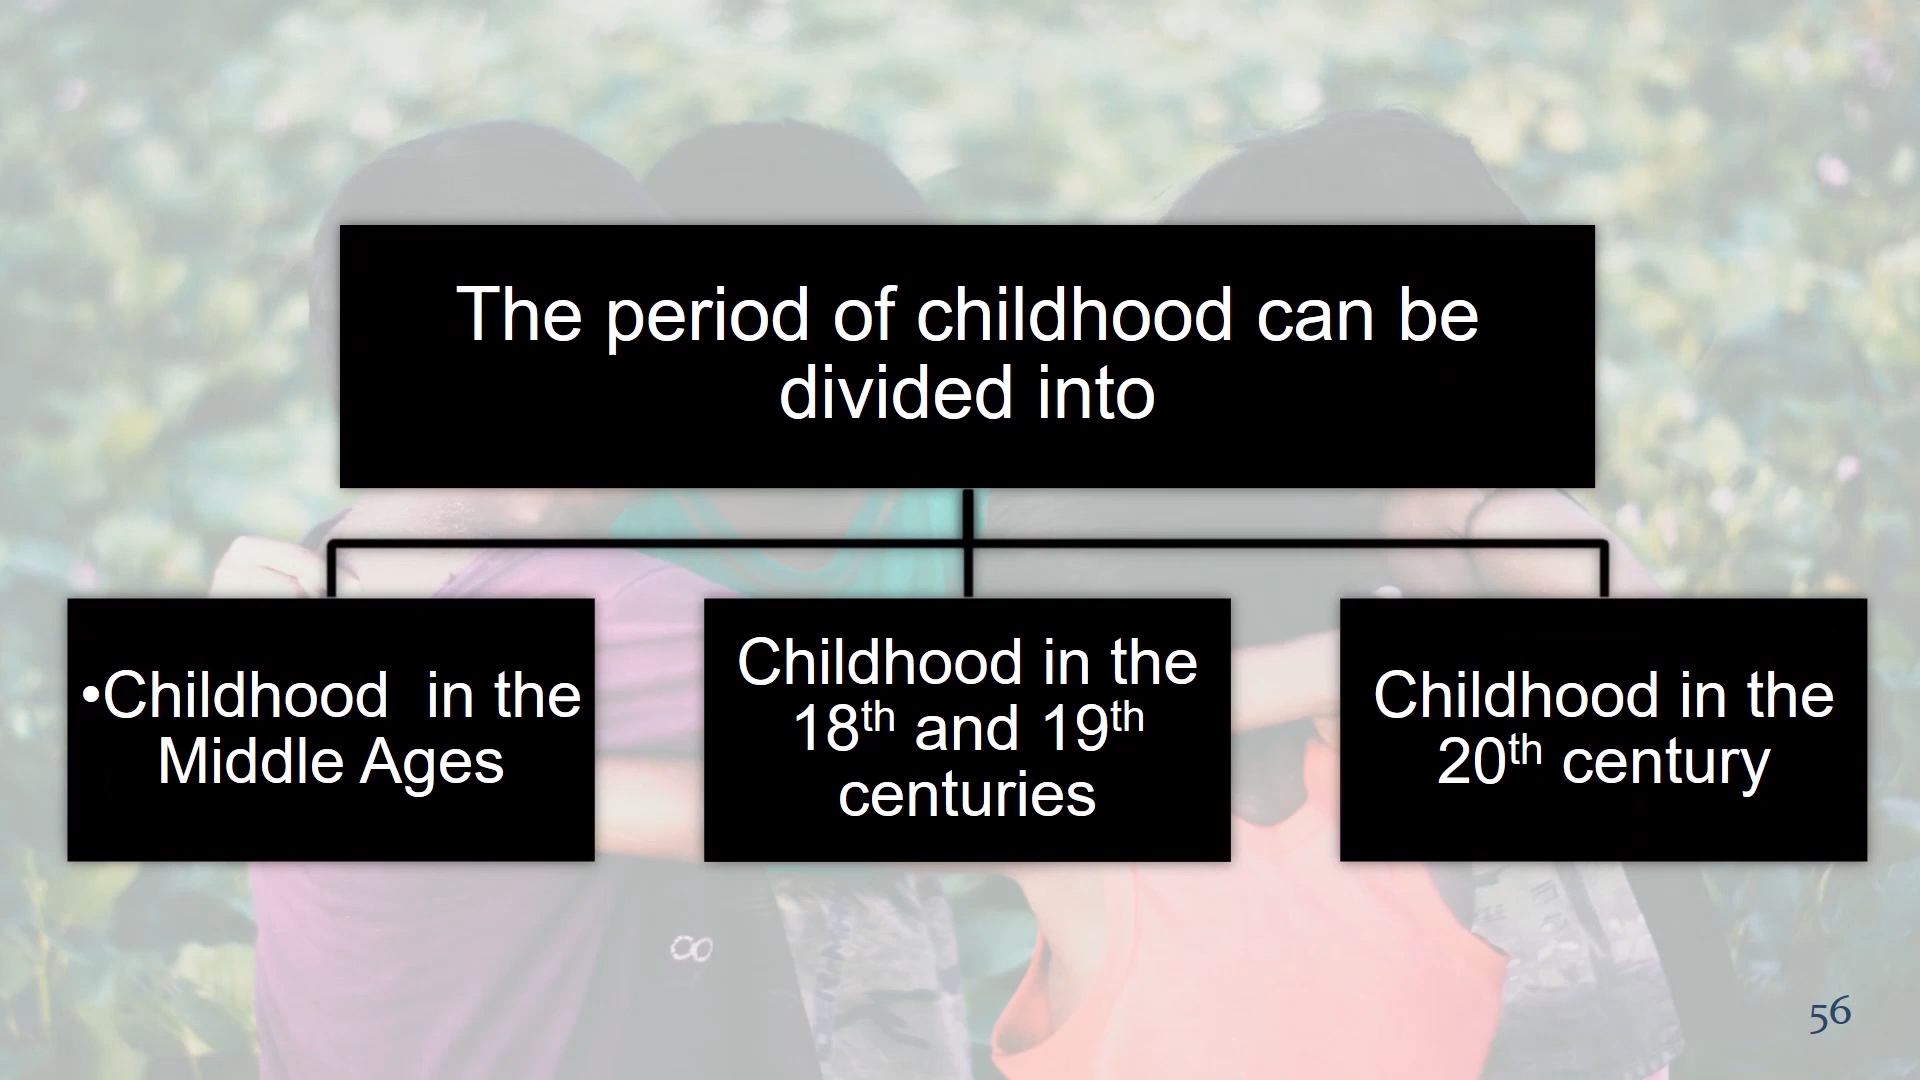 The period of childhood can be
divided into
•Childhood  in the
Middle Ages
Childhood in the
18th and 19th
centuries
Childhood in the
20th century
56